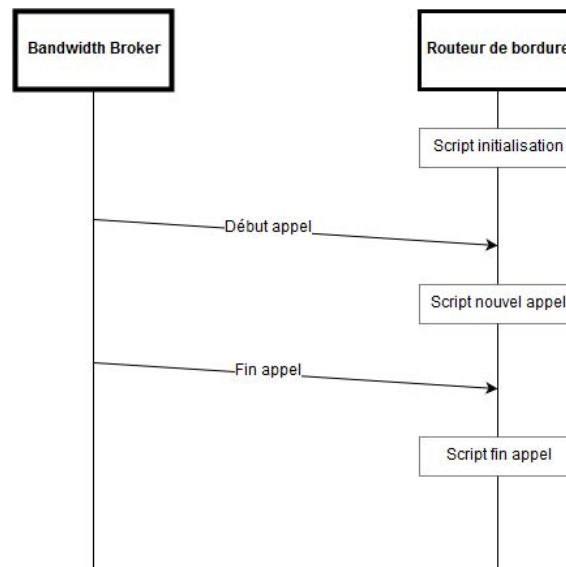 Bandwidth Broker
Routeur de bordure
Script initialisation
Début appel
Script nouvel appel
Fin appel
Script fin appel